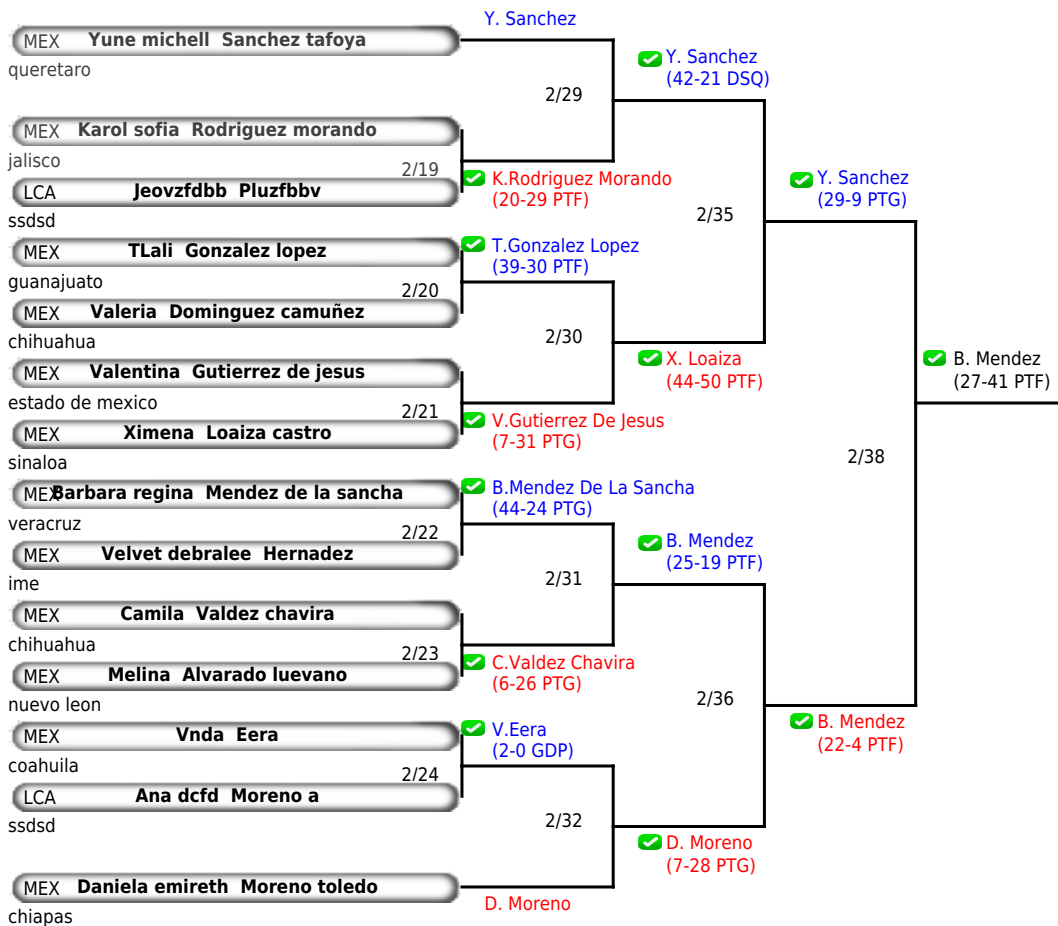 Y. Sanchez
MEX Yune michell Sanchez tafoya
queretaro
Y. Sanchez
(42-21 DSQ)
2/29
MEX Karol sofia Rodriguez morando
jalisco
2/19
K.Rodriguez Morando
(20-29 PTF)
LCA Jeovzfdbb Pluzfbbv
ssdsd
Y. Sanchez
(29-9 PTG)
2/35
MEX TLali Gonzalez lopez
guanajuato
T.Gonzalez Lopez
(39-30 PTF)
2/20
MEX Valeria Dominguez camuñez
chihuahua
2/30
X. Loaiza
(44-50 PTF)
B. Mendez
(27-41 PTF)
MEX Valentina Gutierrez de jesus
estado de mexico
2/21
V.Gutierrez De Jesus
(7-31 PTG)
MEX Ximena Loaiza castro
sinaloa
2/38
MEX Barbara regina Mendez de la sancha
veracruz
B.Mendez De La Sancha
(44-24 PTG)
2/22
MEX Velvet debralee Hernadez
ime
B. Mendez
(25-19 PTF)
2/31
MEX Camila Valdez chavira
chihuahua
2/23
C.Valdez Chavira
(6-26 PTG)
MEX Melina Alvarado luevano
nuevo leon
2/36
B. Mendez
(22-4 PTF)
MEX Vnda Eera
coahuila
V.Eera
(2-0 GDP)
2/24
LCA Ana dcfd Moreno a
ssdsd
2/32
D. Moreno
(7-28 PTG)
MEX Daniela emireth Moreno toledo
chiapas
D. Moreno